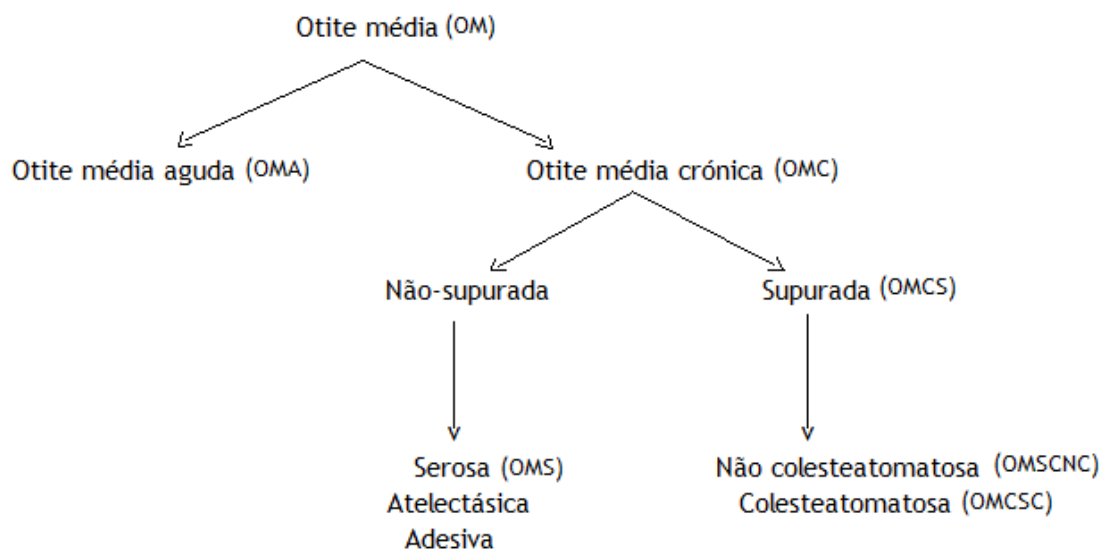 Otite média (OM)
Otite média aguda (OMA)
Otite média crónica (OMC)
Não-supurada
Supurada (OMCS)
Serosa (OMS)
Atelectásica
Adesiva
Não colesteatomatosa (OMSCNC)
Colesteatomatosa (OMCSC)